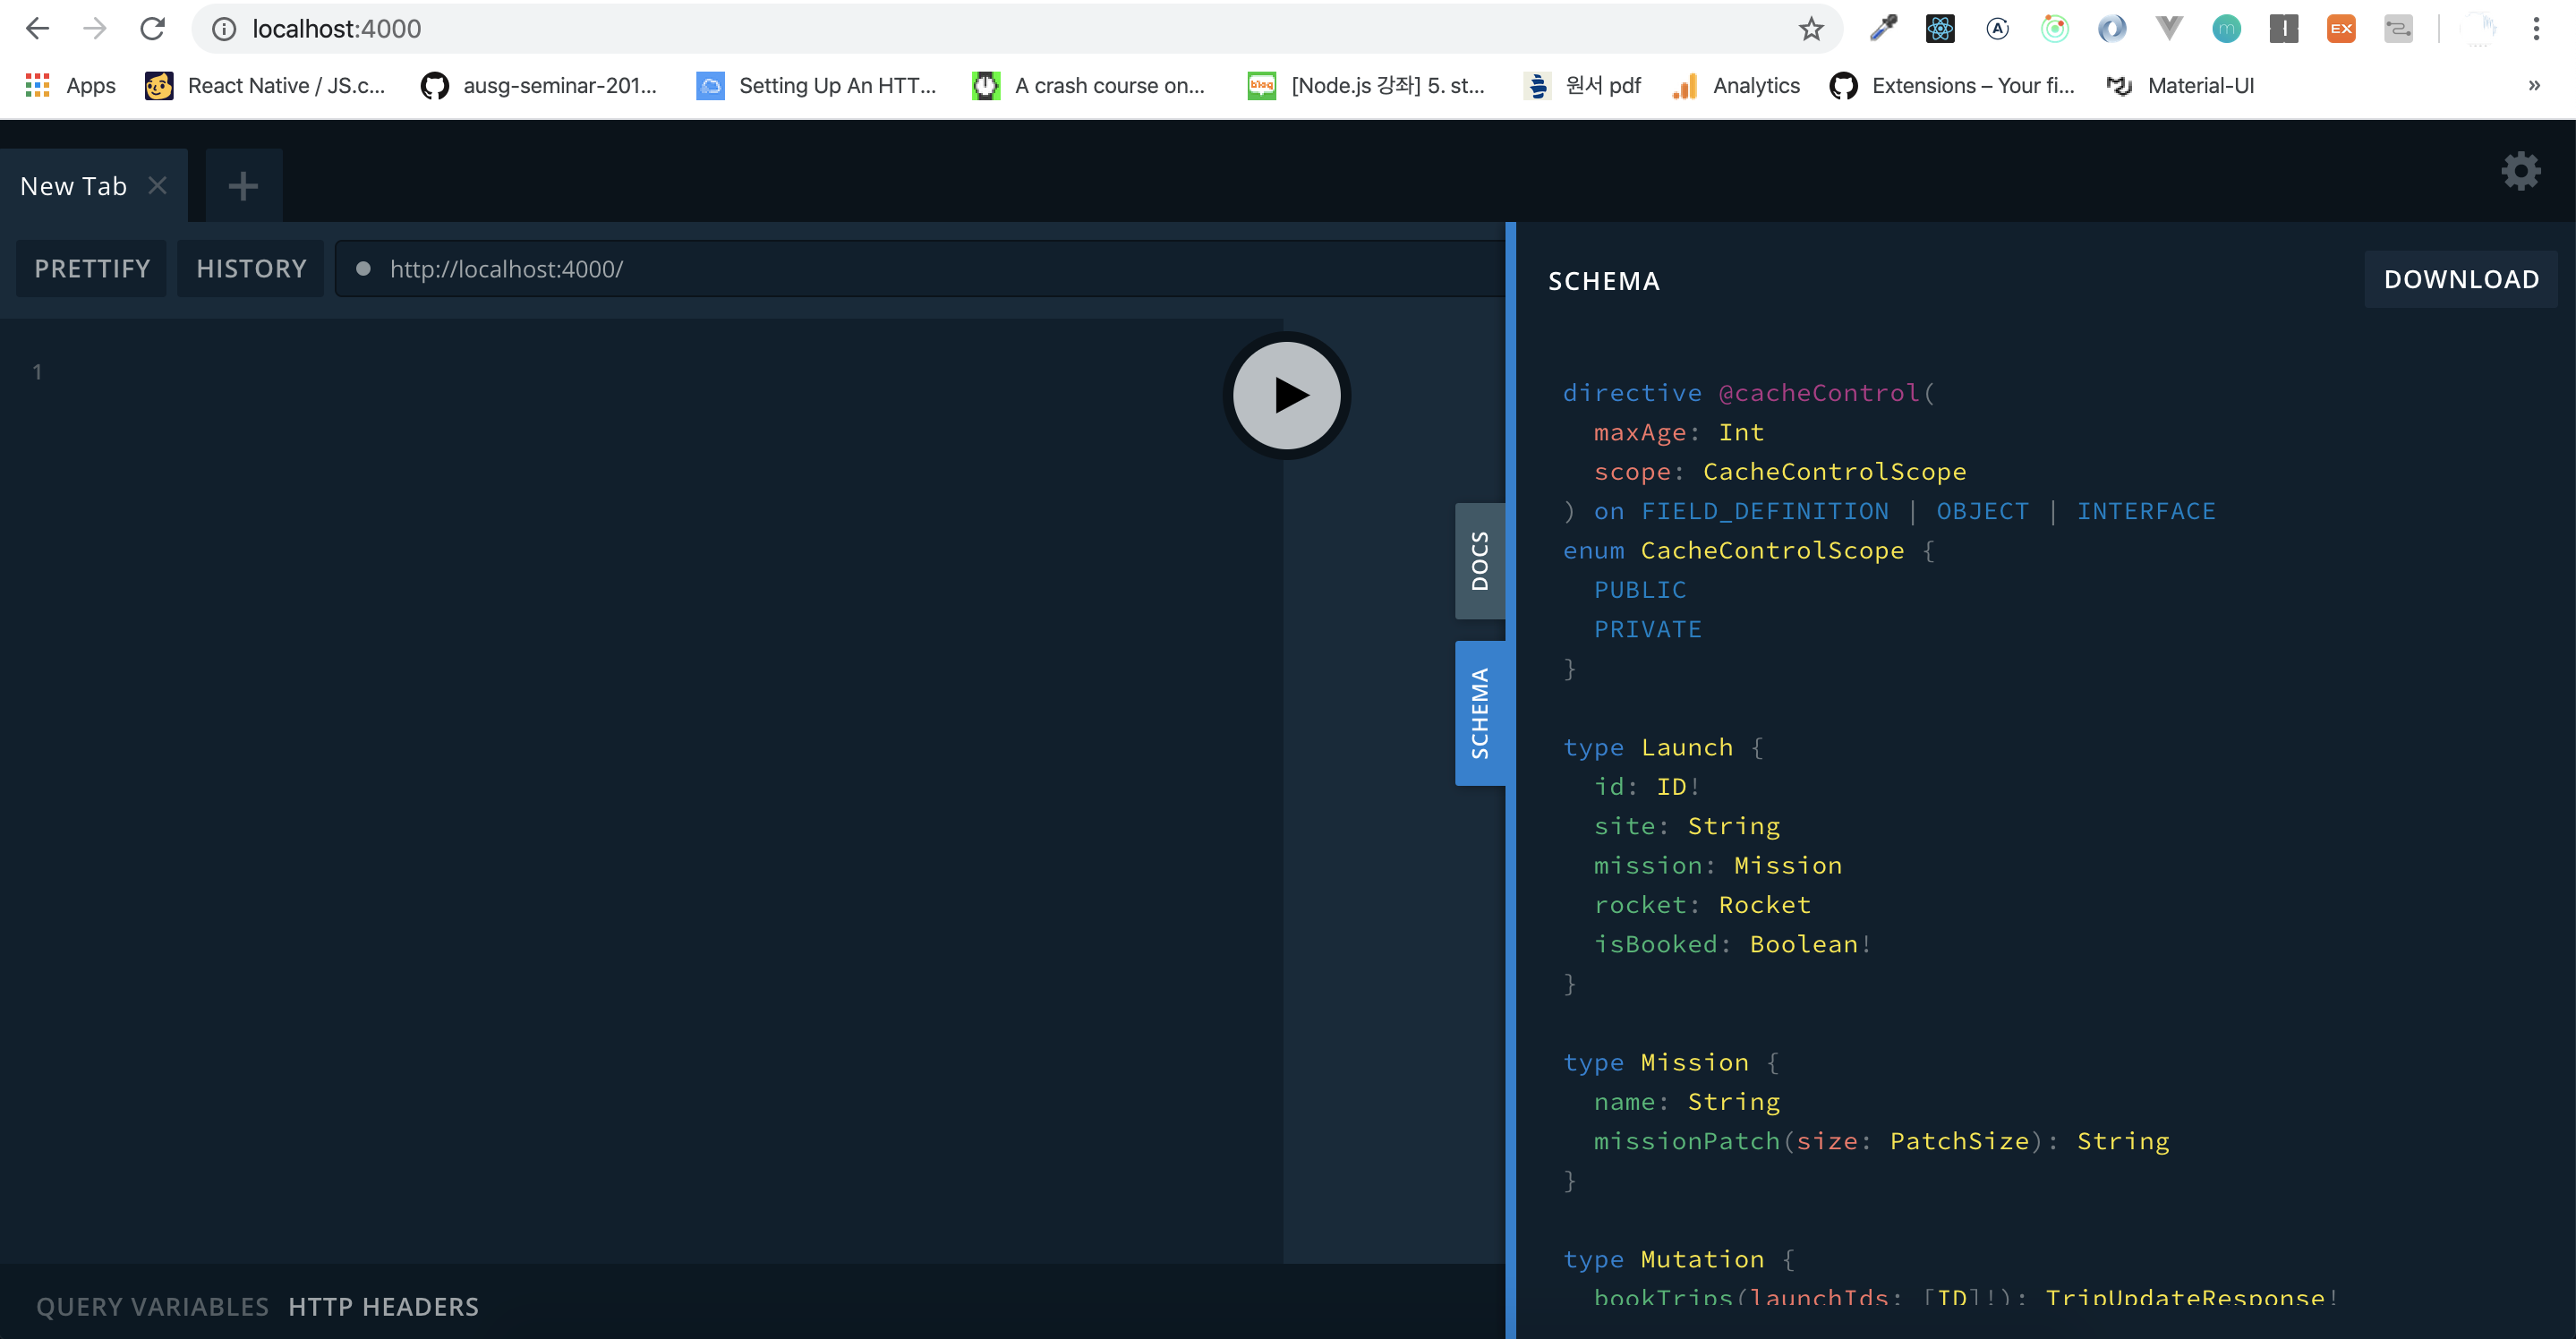 localhost:4000
Apps React Native / JS.c... ausg-seminar-201... Setting Up An HTT... A crash course on... blog [Node.js 강좌] 5. st... 원서 pdf Analytics Extensions – Your fi... Material-UI »
New Tab
PRETTIFY HISTORY http://localhost:4000/
1
DOCS
SCHEMA
SCHEMA DOWNLOAD
directive @cacheControl(
  maxAge: Int
  scope: CacheControlScope
) on FIELD_DEFINITION | OBJECT | INTERFACE
enum CacheControlScope {
  PUBLIC
  PRIVATE
}
type Launch {
  id: ID!
  site: String
  mission: Mission
  rocket: Rocket
  isBooked: Boolean!
}
type Mission {
  name: String
  missionPatch(size: PatchSize): String
}
type Mutation {
  bookTrips(launchIds: [ID]!): TripUpdateResponse!
QUERY VARIABLES HTTP HEADERS